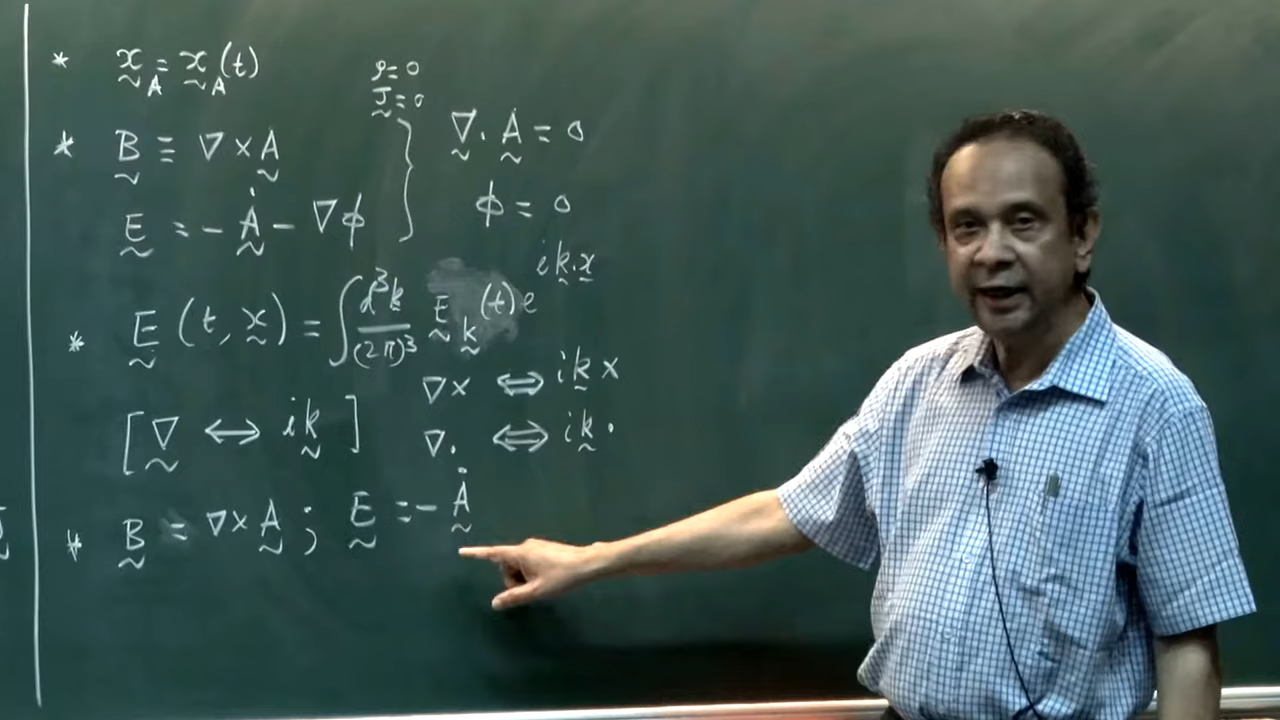 * x_A = x_A(t)
ρ=0
J=0
* B ≡ ∇ × A
∇ . Ȧ = 0
E = -Ȧ - ∇φ
φ = 0
* E (t, x) = ∫ d³k/(2π)³ E_k (t) e^{ik.x}
∇× ⇔ ik ×
[∇ ↔ ik]
∇. ⇔ ik .
* B = ∇× A ; E = -Ȧ